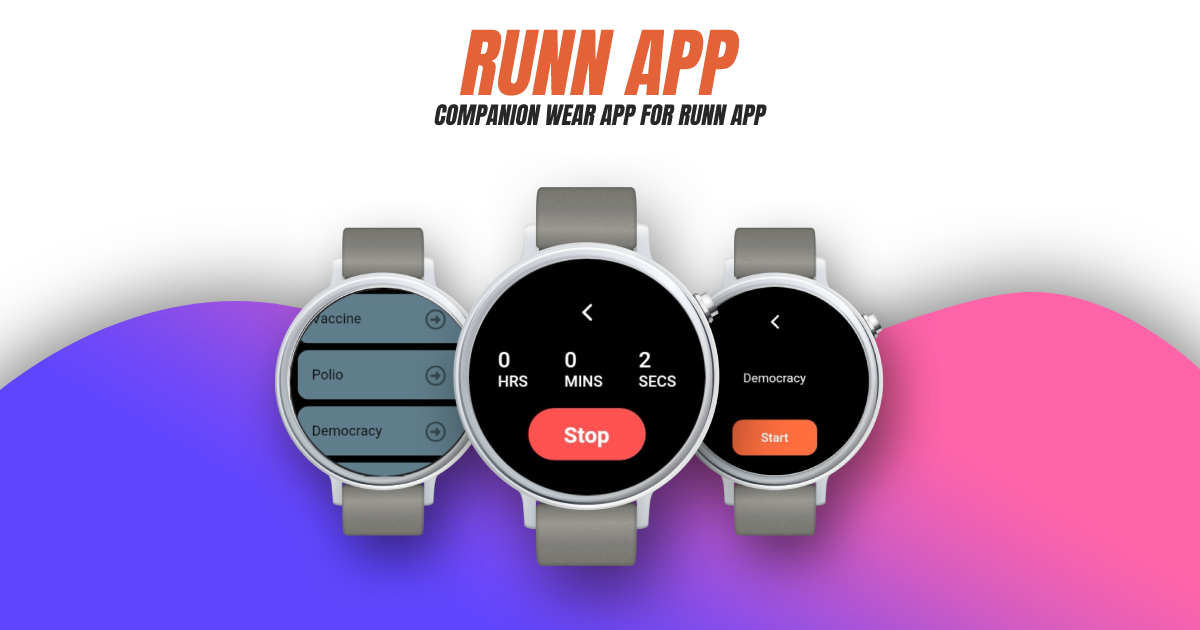 RUNN APP
COMPANION WEAR APP FOR RUNN APP
Vaccine
Polio
Democracy
0 0 2
HRS MINS SECS
Stop
Democracy
Start